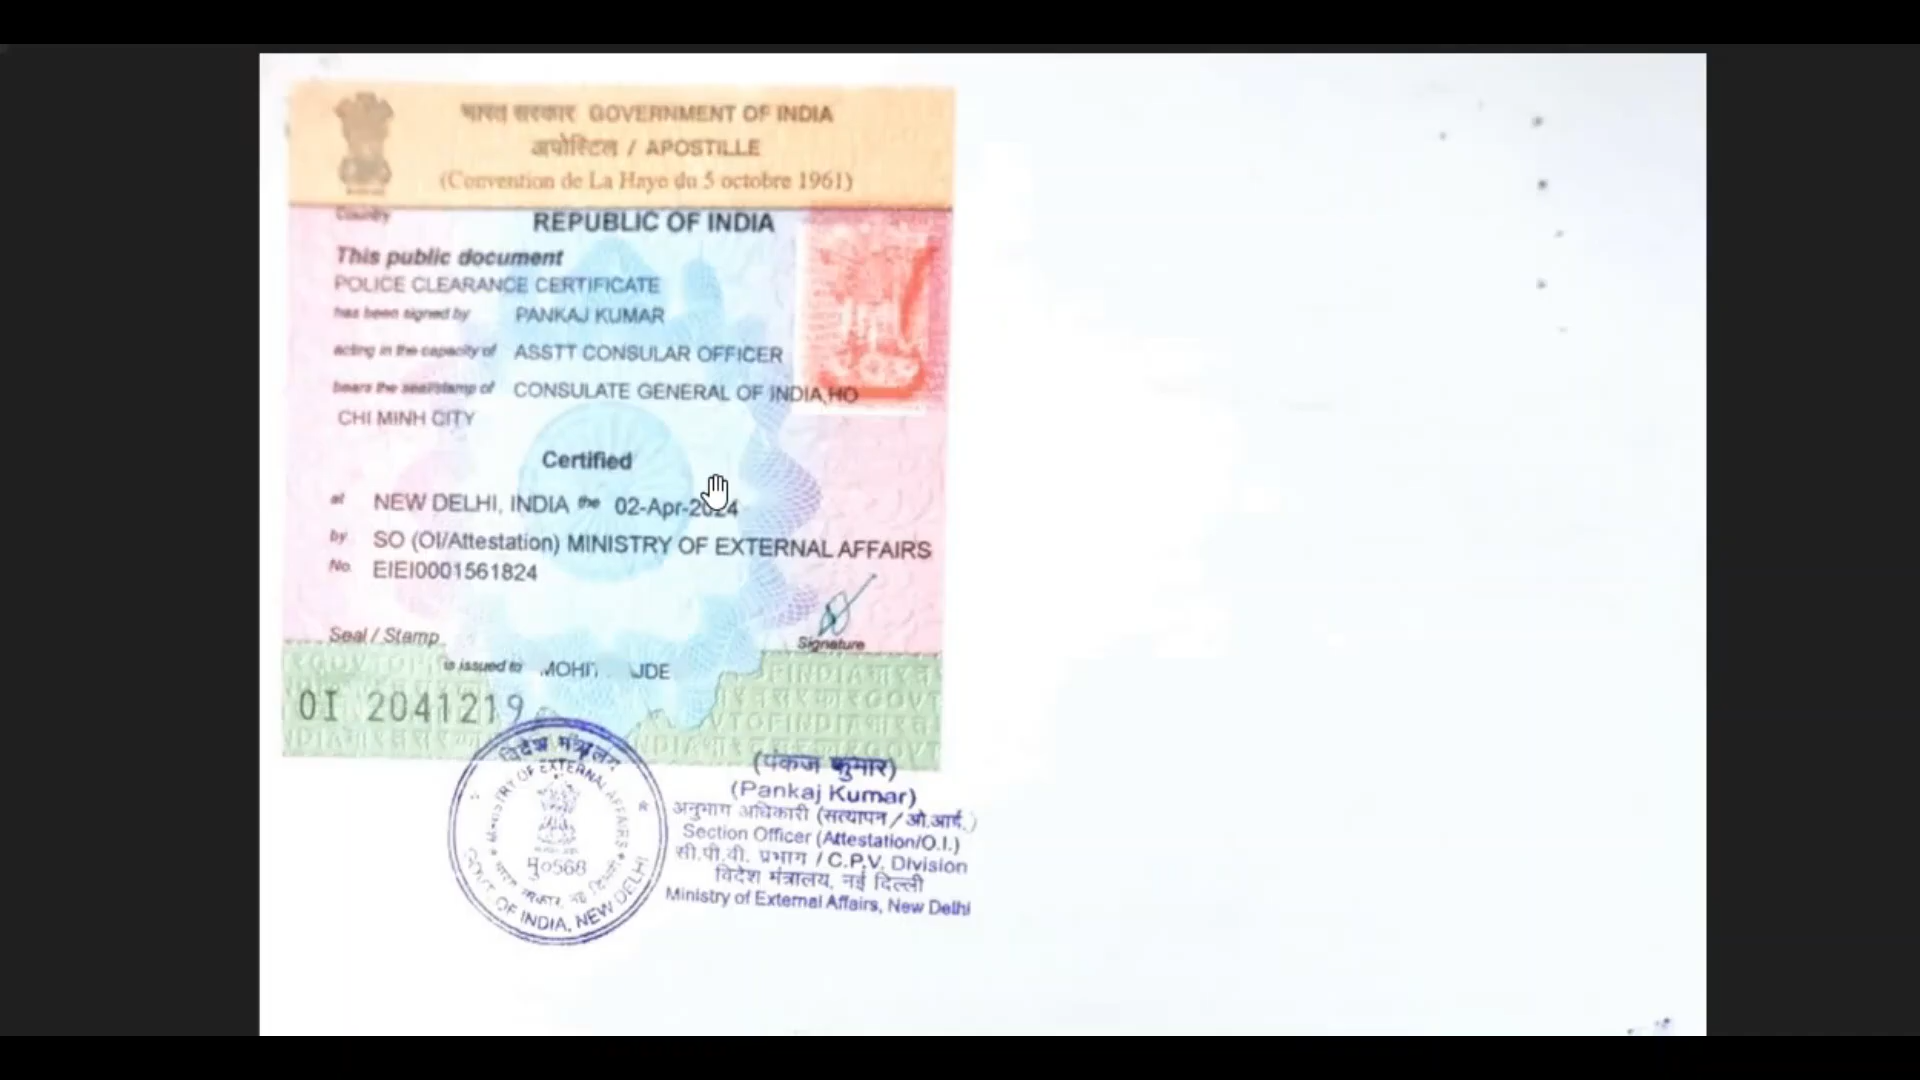 भारत सरकार GOVERNMENT OF INDIA
अपोस्टिल / APOSTILLE
(Convention de La Haye du 5 octobre 1961)
Country REPUBLIC OF INDIA
This public document
POLICE CLEARANCE CERTIFICATE
has been signed by PANKAJ KUMAR
acting in the capacity of ASSTT CONSULAR OFFICER
bears the seal/stamp of CONSULATE GENERAL OF INDIA,HO
CHI MINH CITY
Certified
at NEW DELHI, INDIA the 02-Apr-2024
by SO (OI/Attestation) MINISTRY OF EXTERNAL AFFAIRS
No. EIEI0001561824
Signature
Seal / Stamp
is issued to
OI 2041219
विदेश मंत्रालय
MINISTRY OF EXTERNAL AFFAIRS
मु०568
GOVT. OF INDIA, NEW DELHI
(पंकज कुमार)
(Pankaj Kumar)
अनुभाग अधिकारी (सत्यापन / ओ.आई.)
Section Officer (Attestation/O.I.)
सी.पी.वी. प्रभाग / C.P.V. Division
विदेश मंत्रालय, नई दिल्ली
Ministry of External Affairs, New Delhi